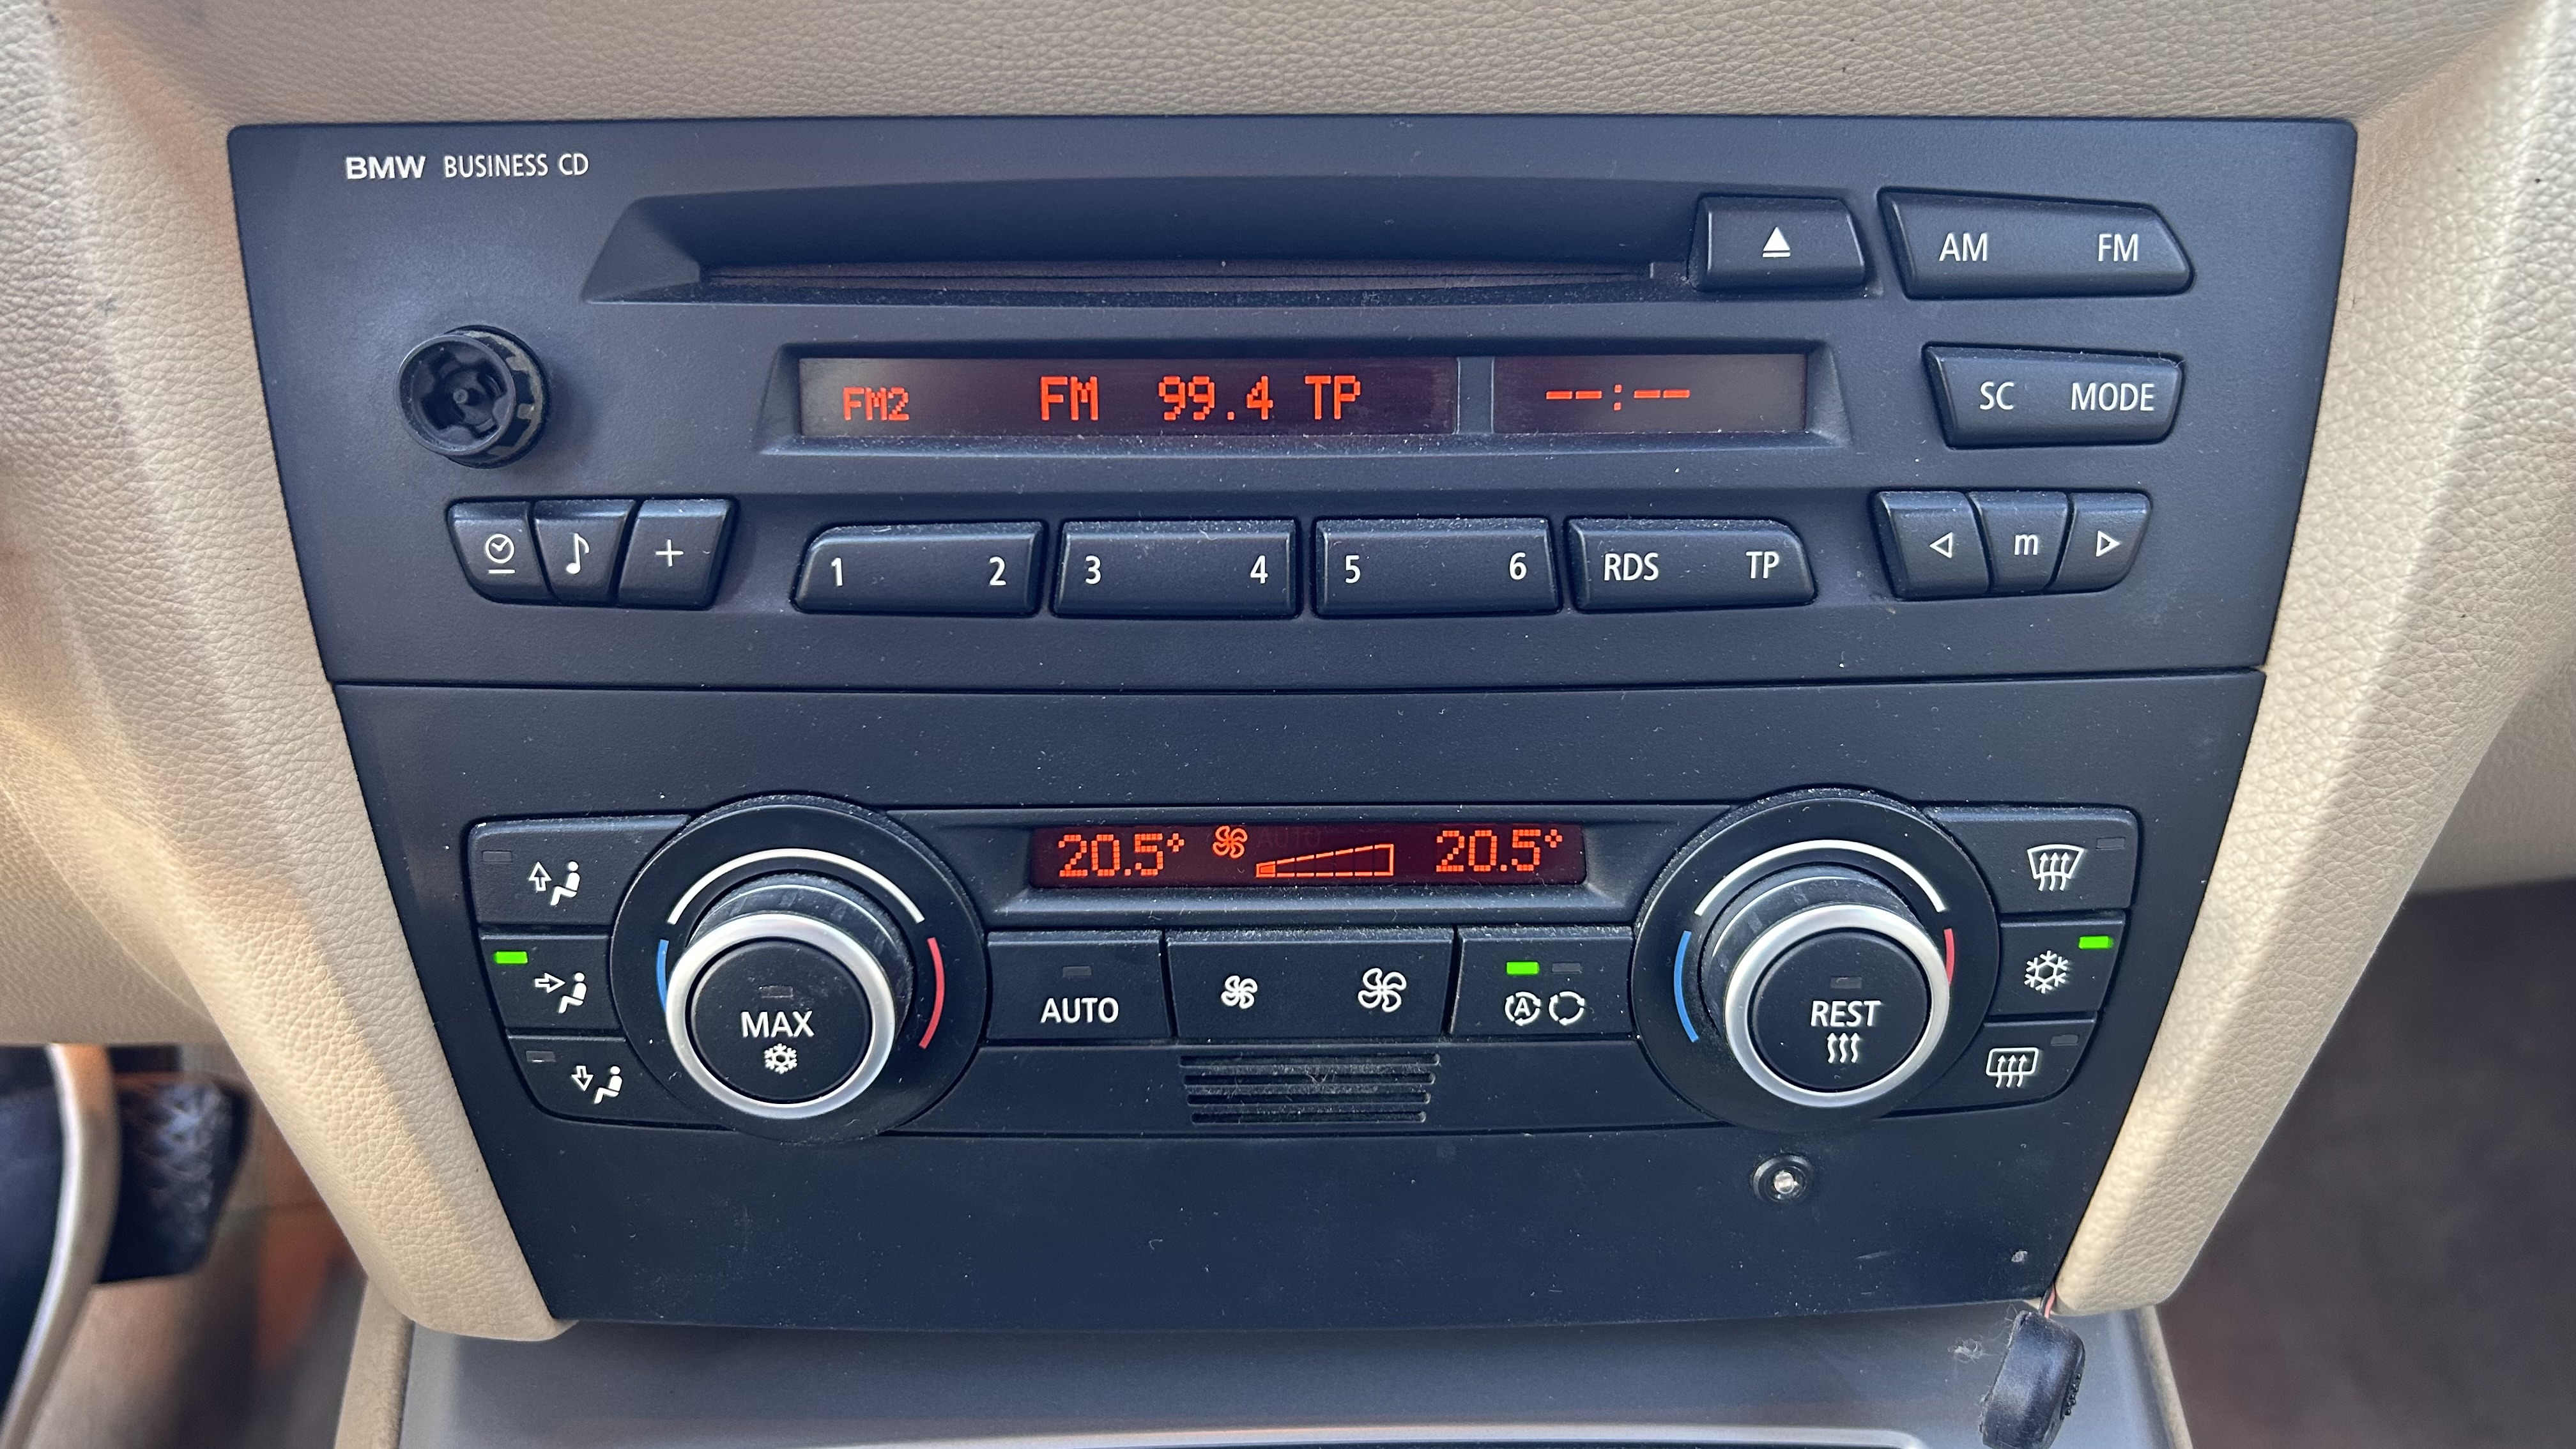 BMW BUSINESS CD
AM FM
FM2 FM 99.4 TP --:--
SC MODE
1 2 3 4 5 6 RDS TP m
20.5° AUTO 20.5°
MAX
AUTO
A
REST